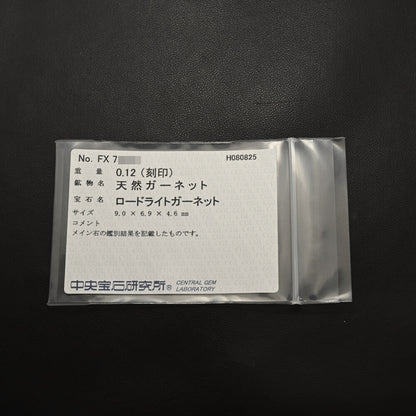 No. FX 7
H080825
重量 0.12 (刻印)
鉱物名 天然ガーネット
宝石名 ロードライトガーネット
サイズ 9.0 × 6.9 × 4.6 ㎜
コメント
メイン石の鑑別結果を記載したものです。
中央宝石研究所® CENTRAL GEM
LABORATORY